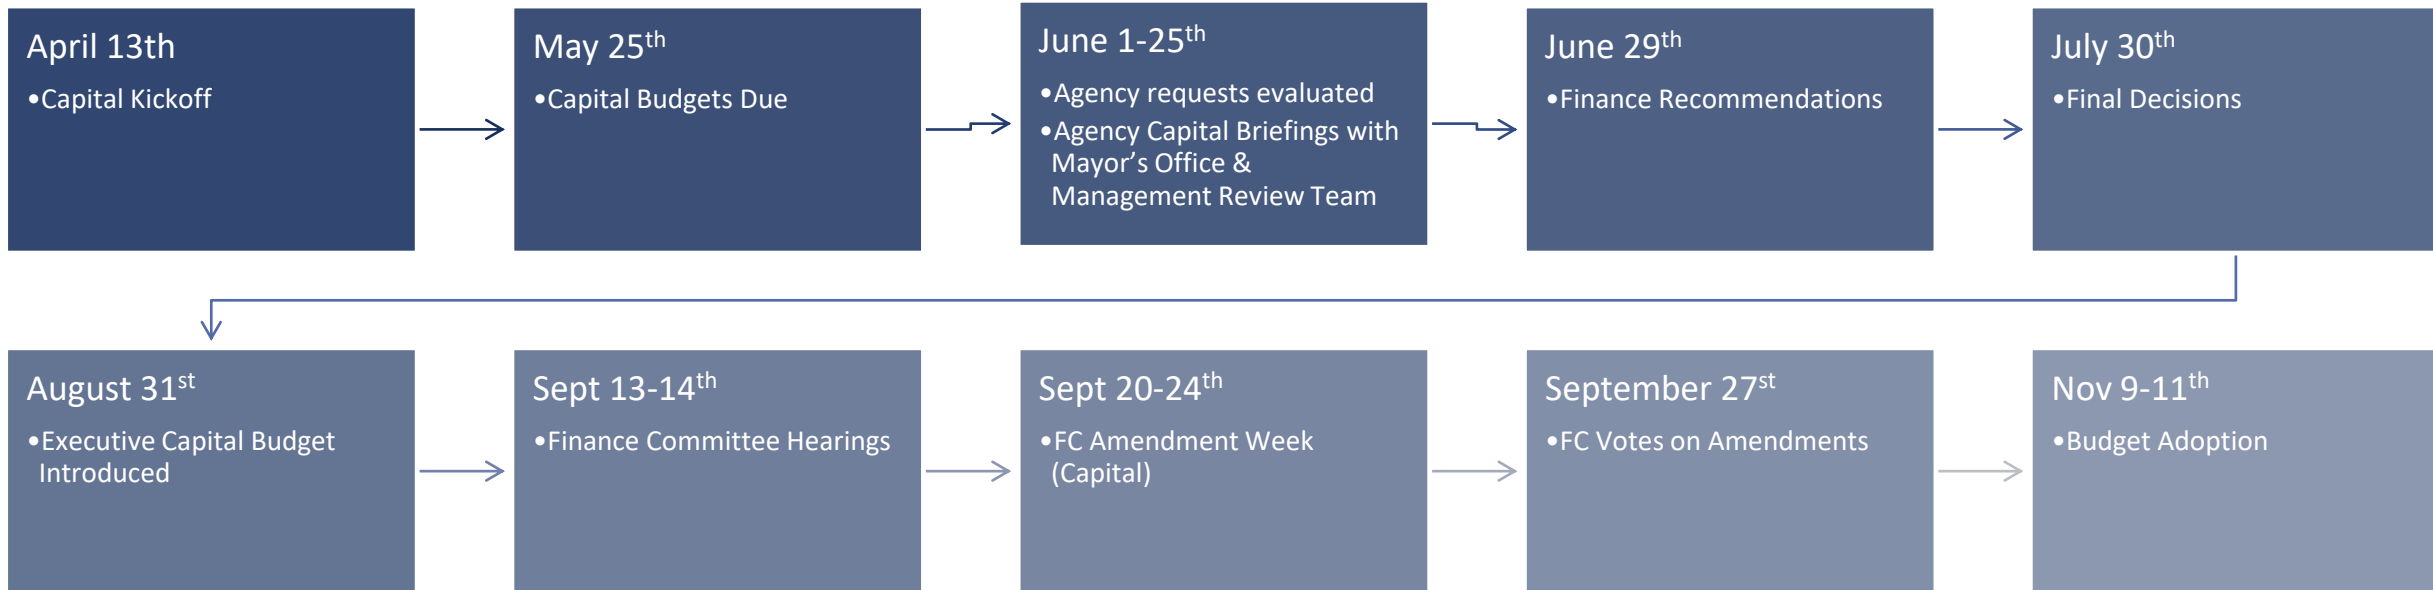 April 13th
•Capital Kickoff
May 25th
•Capital Budgets Due
June 1-25th
•Agency requests evaluated
•Agency Capital Briefings with
Mayor’s Office &
Management Review Team
June 29th
•Finance Recommendations
July 30th
•Final Decisions
August 31st
•Executive Capital Budget
Introduced
Sept 13-14th
•Finance Committee Hearings
Sept 20-24th
•FC Amendment Week
(Capital)
September 27st
•FC Votes on Amendments
Nov 9-11th
•Budget Adoption